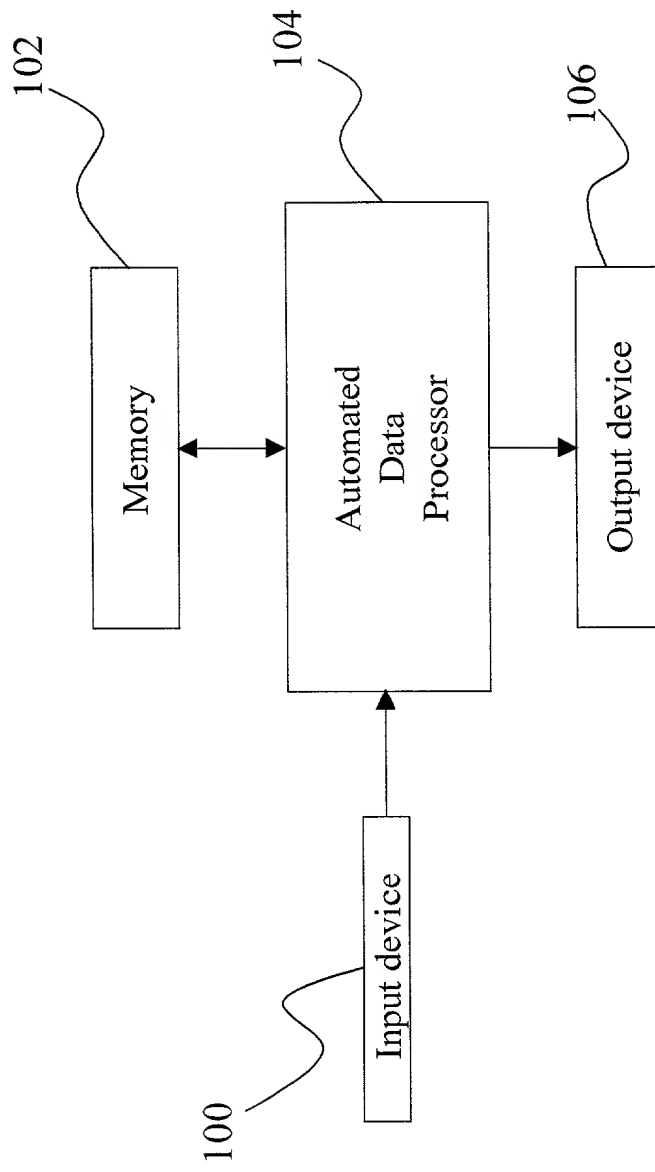 102
Memory
104
Automated
Data
Processor
100
Input device
106
Output device